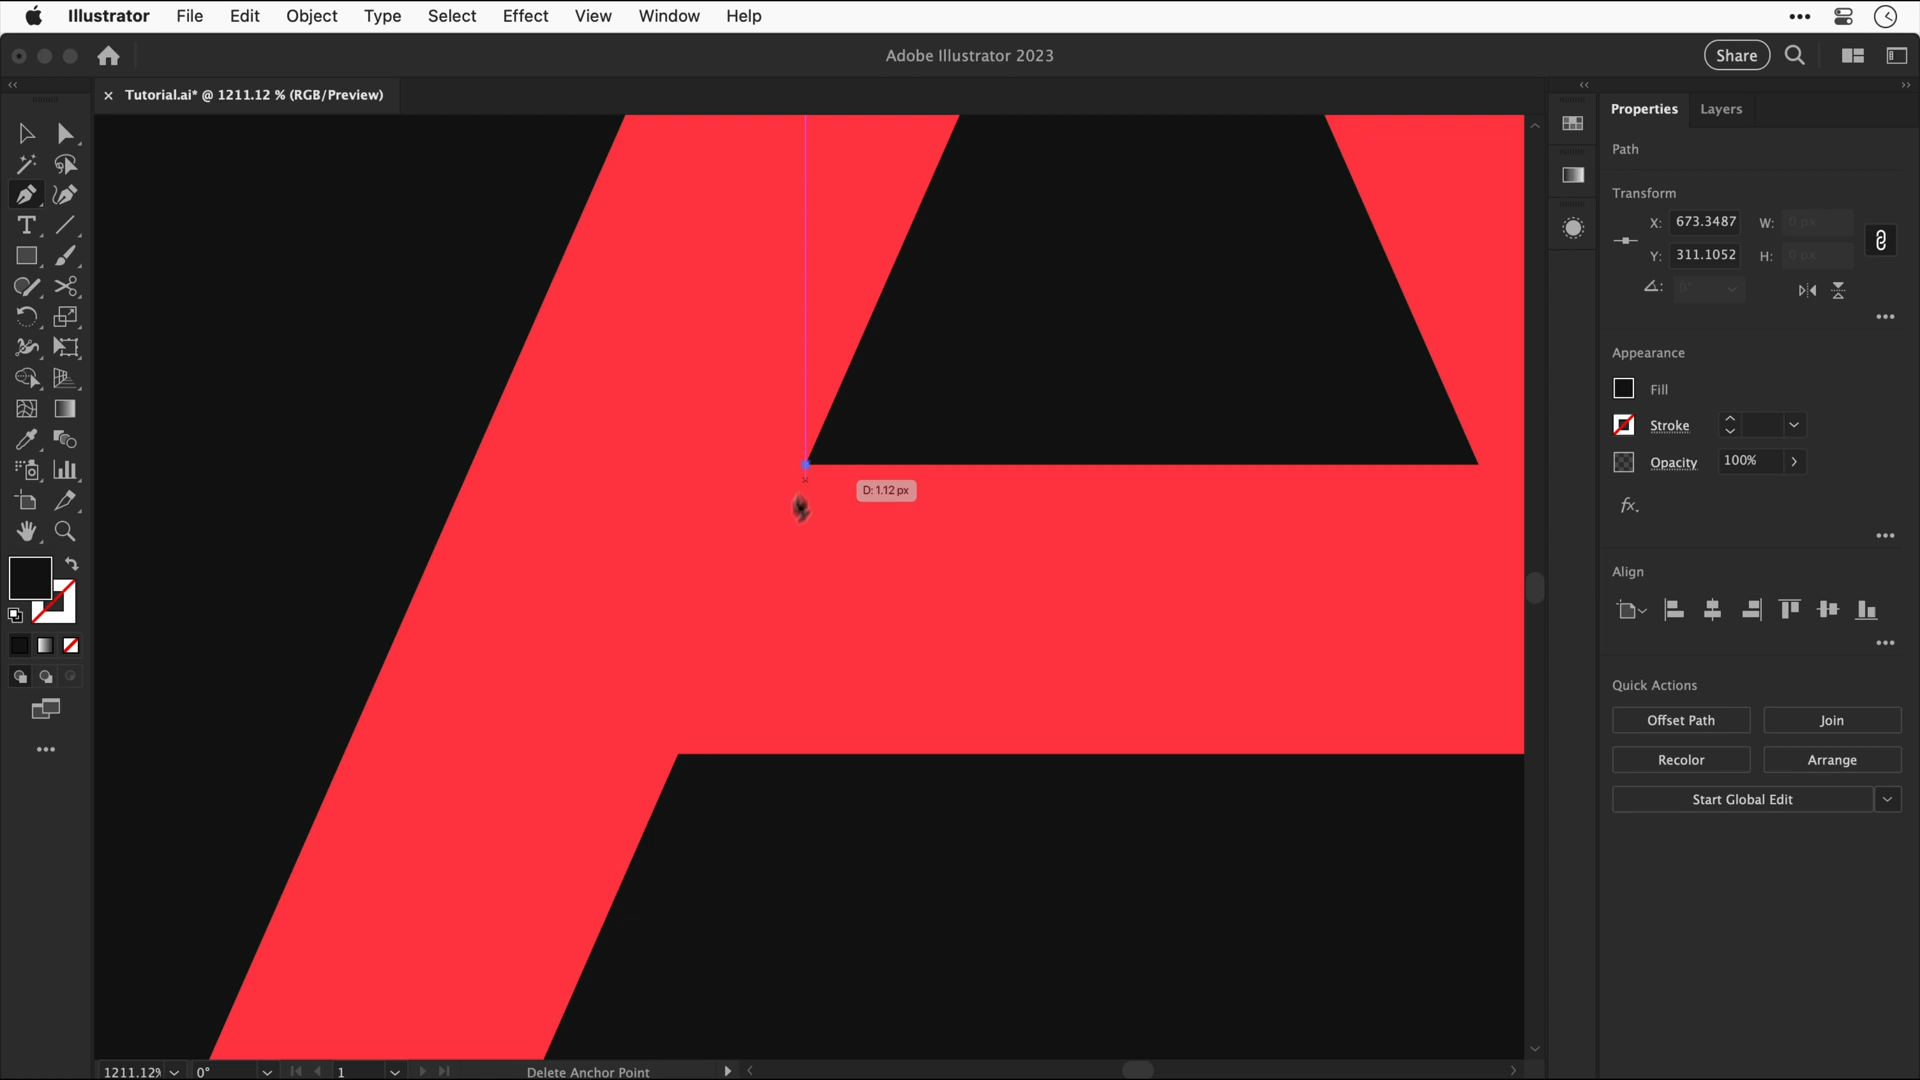 Illustrator File Edit Object Type Select Effect View Window Help
Adobe Illustrator 2023
Share
Tutorial.ai* @ 1211.12 % (RGB/Preview)
Properties Layers
Path
Transform
X: 673.3487 W: 0 px
Y: 311.1052 H: 0 px
0°
Appearance
Fill
Stroke
Opacity 100%
fx.
D: 1.12 px
Align
Quick Actions
Offset Path Join
Recolor Arrange
Start Global Edit
1211.12% 0° 1 Delete Anchor Point